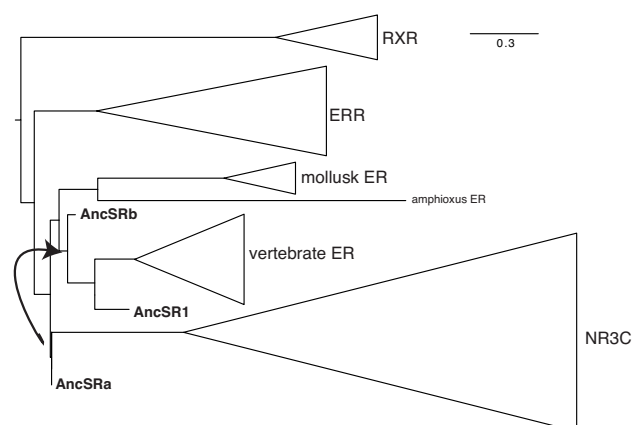 RXR
0.3
ERR
mollusk ER
amphioxus ER
AncSRb
vertebrate ER
AncSR1
NR3C
AncSRa